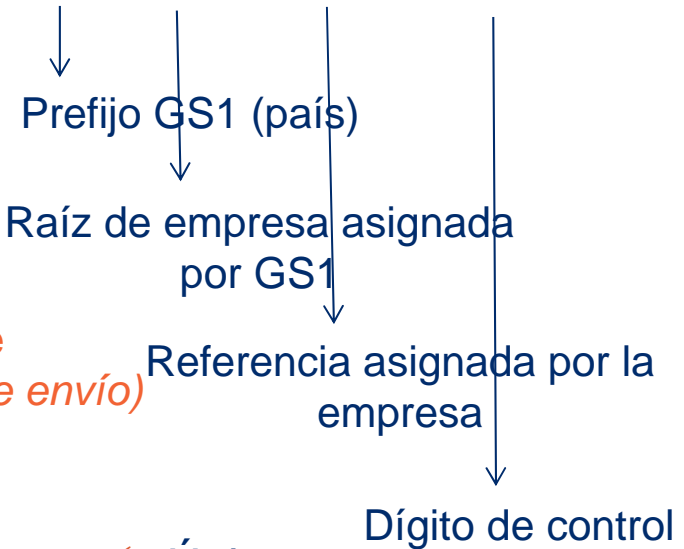 Prefijo GS1 (país)
Raíz de empresa asignada
por GS1
e envío)
Referencia asignada por la
empresa
Dígito de control